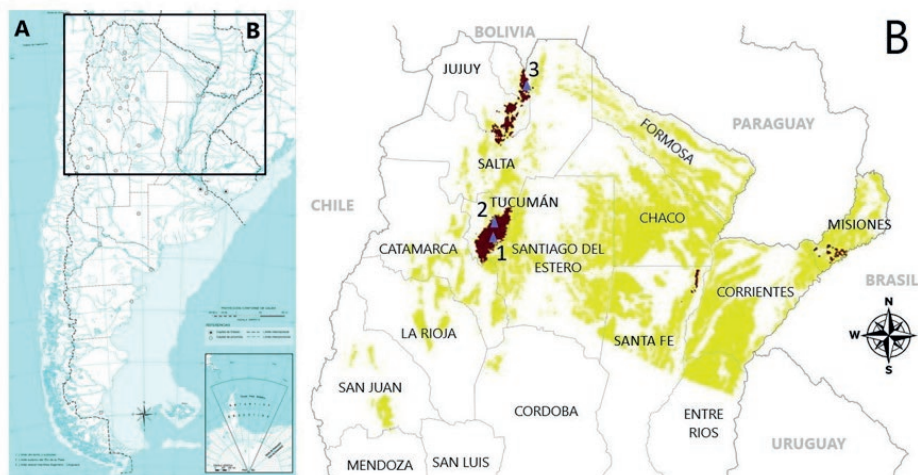 A
B
B
BOLIVIA
JUJUY
3
PARAGUAY
FORMOSA
SALTA
CHILE
TUCUMÁN
2
CHACO
MISIONES
CATAMARCA
1
SANTIAGO DEL
ESTERO
BRASIL
CORRIENTES
LA RIOJA
SANTA FE
N
W
E
S
SAN JUAN
CORDOBA
ENTRE
RIOS
URUGUAY
MENDOZA
SAN LUIS